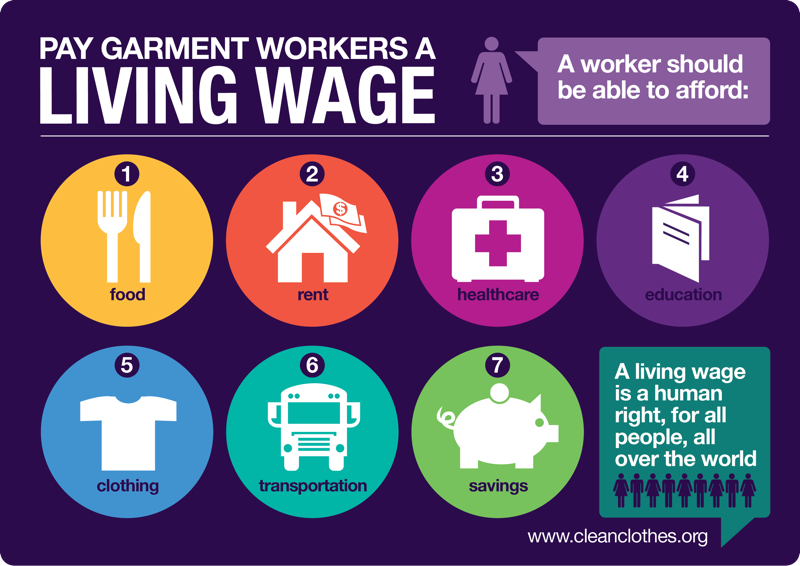 PAY GARMENT WORKERS A
LIVING WAGE
A worker should
be able to afford:
1
food
2
$
rent
3
healthcare
4
education
5
clothing
6
transportation
7
savings
A living wage
is a human
right, for all
people, all
over the world
www.cleanclothes.org